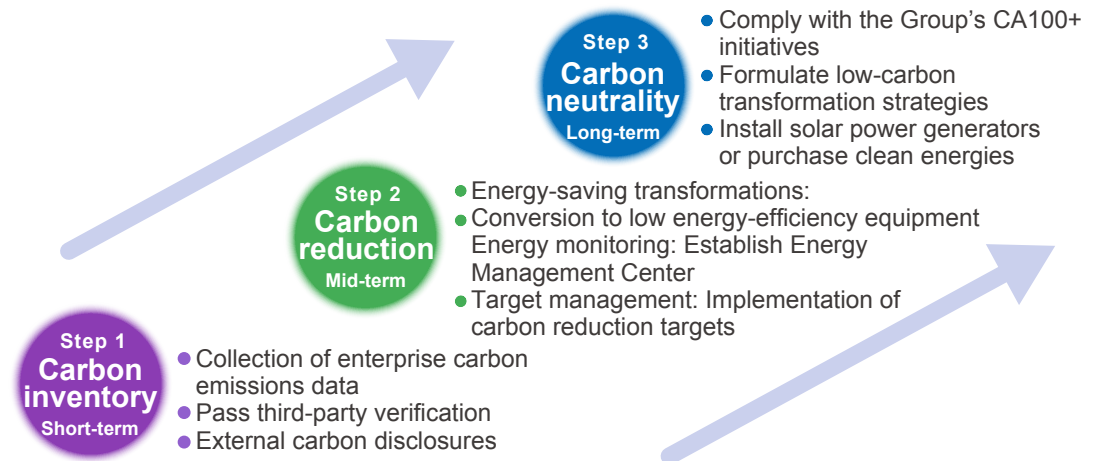 Step 3
Carbon
neutrality
Long-term
Comply with the Group's CA100+
initiatives
Formulate low-carbon
transformation strategies
Install solar power generators
or purchase clean energies
Step 2
Carbon
reduction
Mid-term
Energy-saving transformations:
Conversion to low energy-efficiency equipment
Energy monitoring: Establish Energy
Management Center
Target management: Implementation of
carbon reduction targets
Step 1
Carbon
inventory
Short-term
Collection of enterprise carbon
emissions data
Pass third-party verification
External carbon disclosures